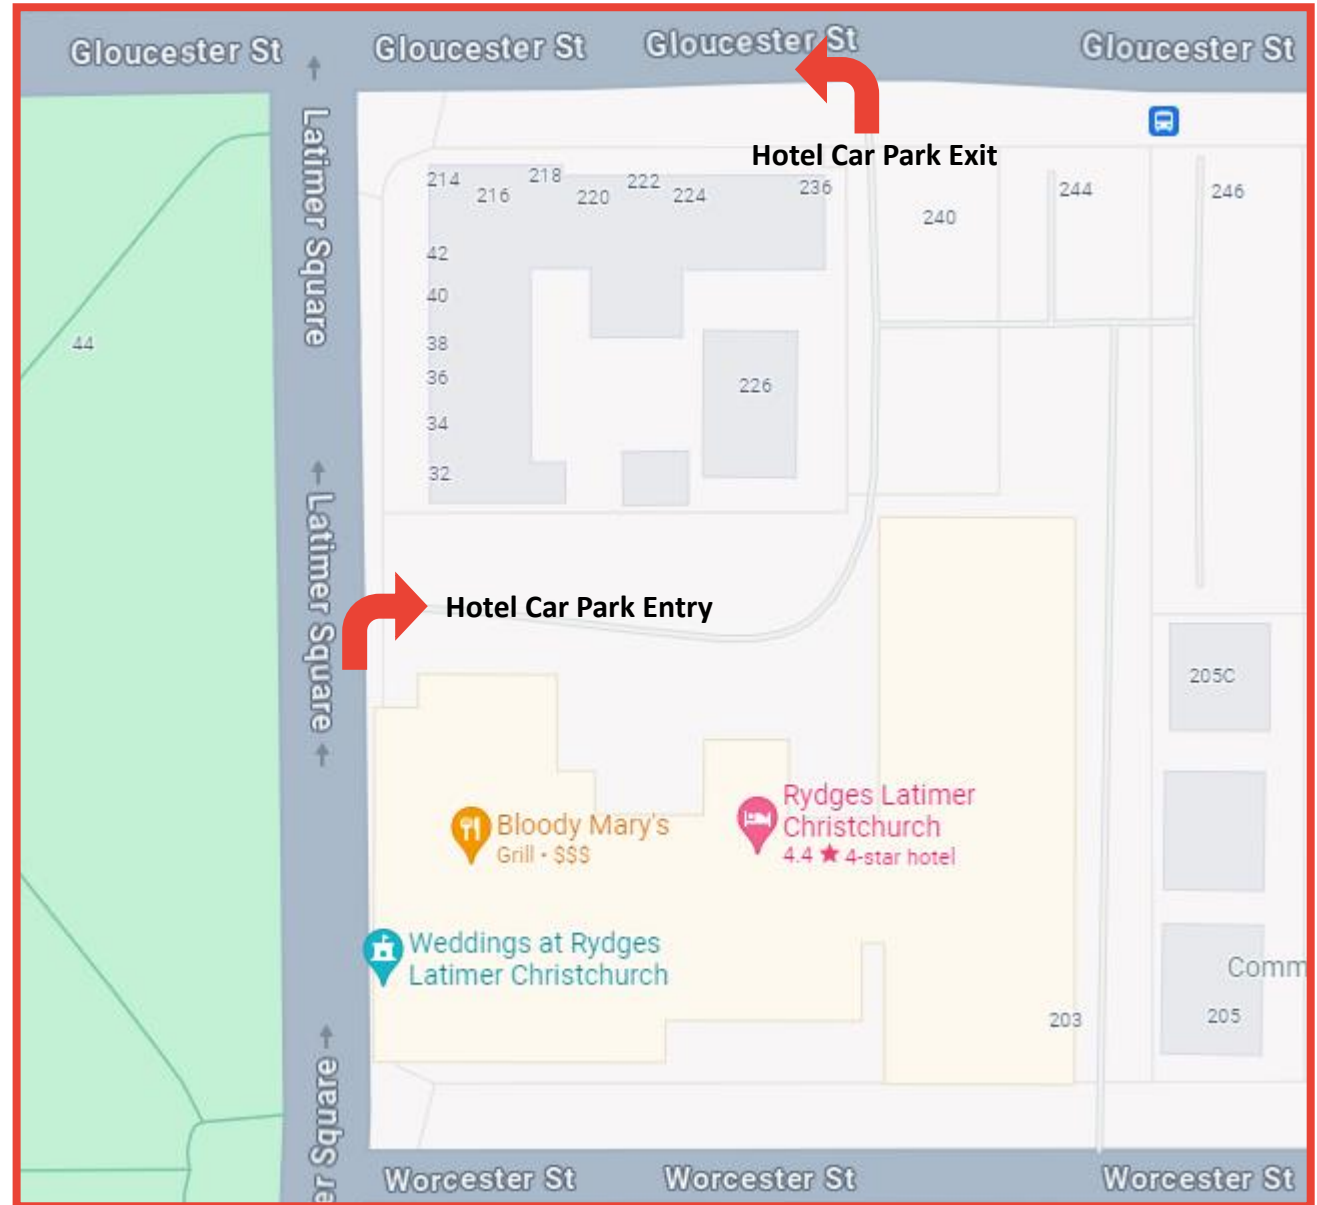 Gloucester St
Gloucester St
Gloucester St
Gloucester St
Latimer Square
Hotel Car Park Exit
214
216
218
220
222
224
236
240
244
246
42
40
38
36
34
32
44
226
Latimer Square
Hotel Car Park Entry
205C
Rydges Latimer
Christchurch
4.4 ★ 4-star hotel
Bloody Mary's
Grill · $$$
Weddings at Rydges
Latimer Christchurch
Comm
203
205
er Square
Worcester St
Worcester St
Worcester St